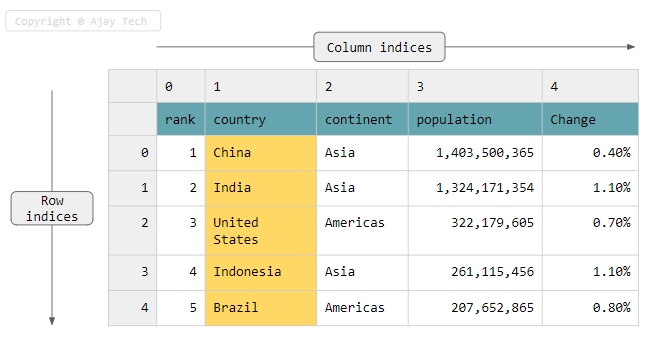 Copyright © Ajay Tech
Column indices
0 1 2 3 4
rank country continent population Change
0 1 China Asia 1,403,500,365 0.40%
1 2 India Asia 1,324,171,354 1.10%
Row
indices
2 3 United Americas 322,179,605 0.70%
States
3 4 Indonesia Asia 261,115,456 1.10%
4 5 Brazil Americas 207,652,865 0.80%